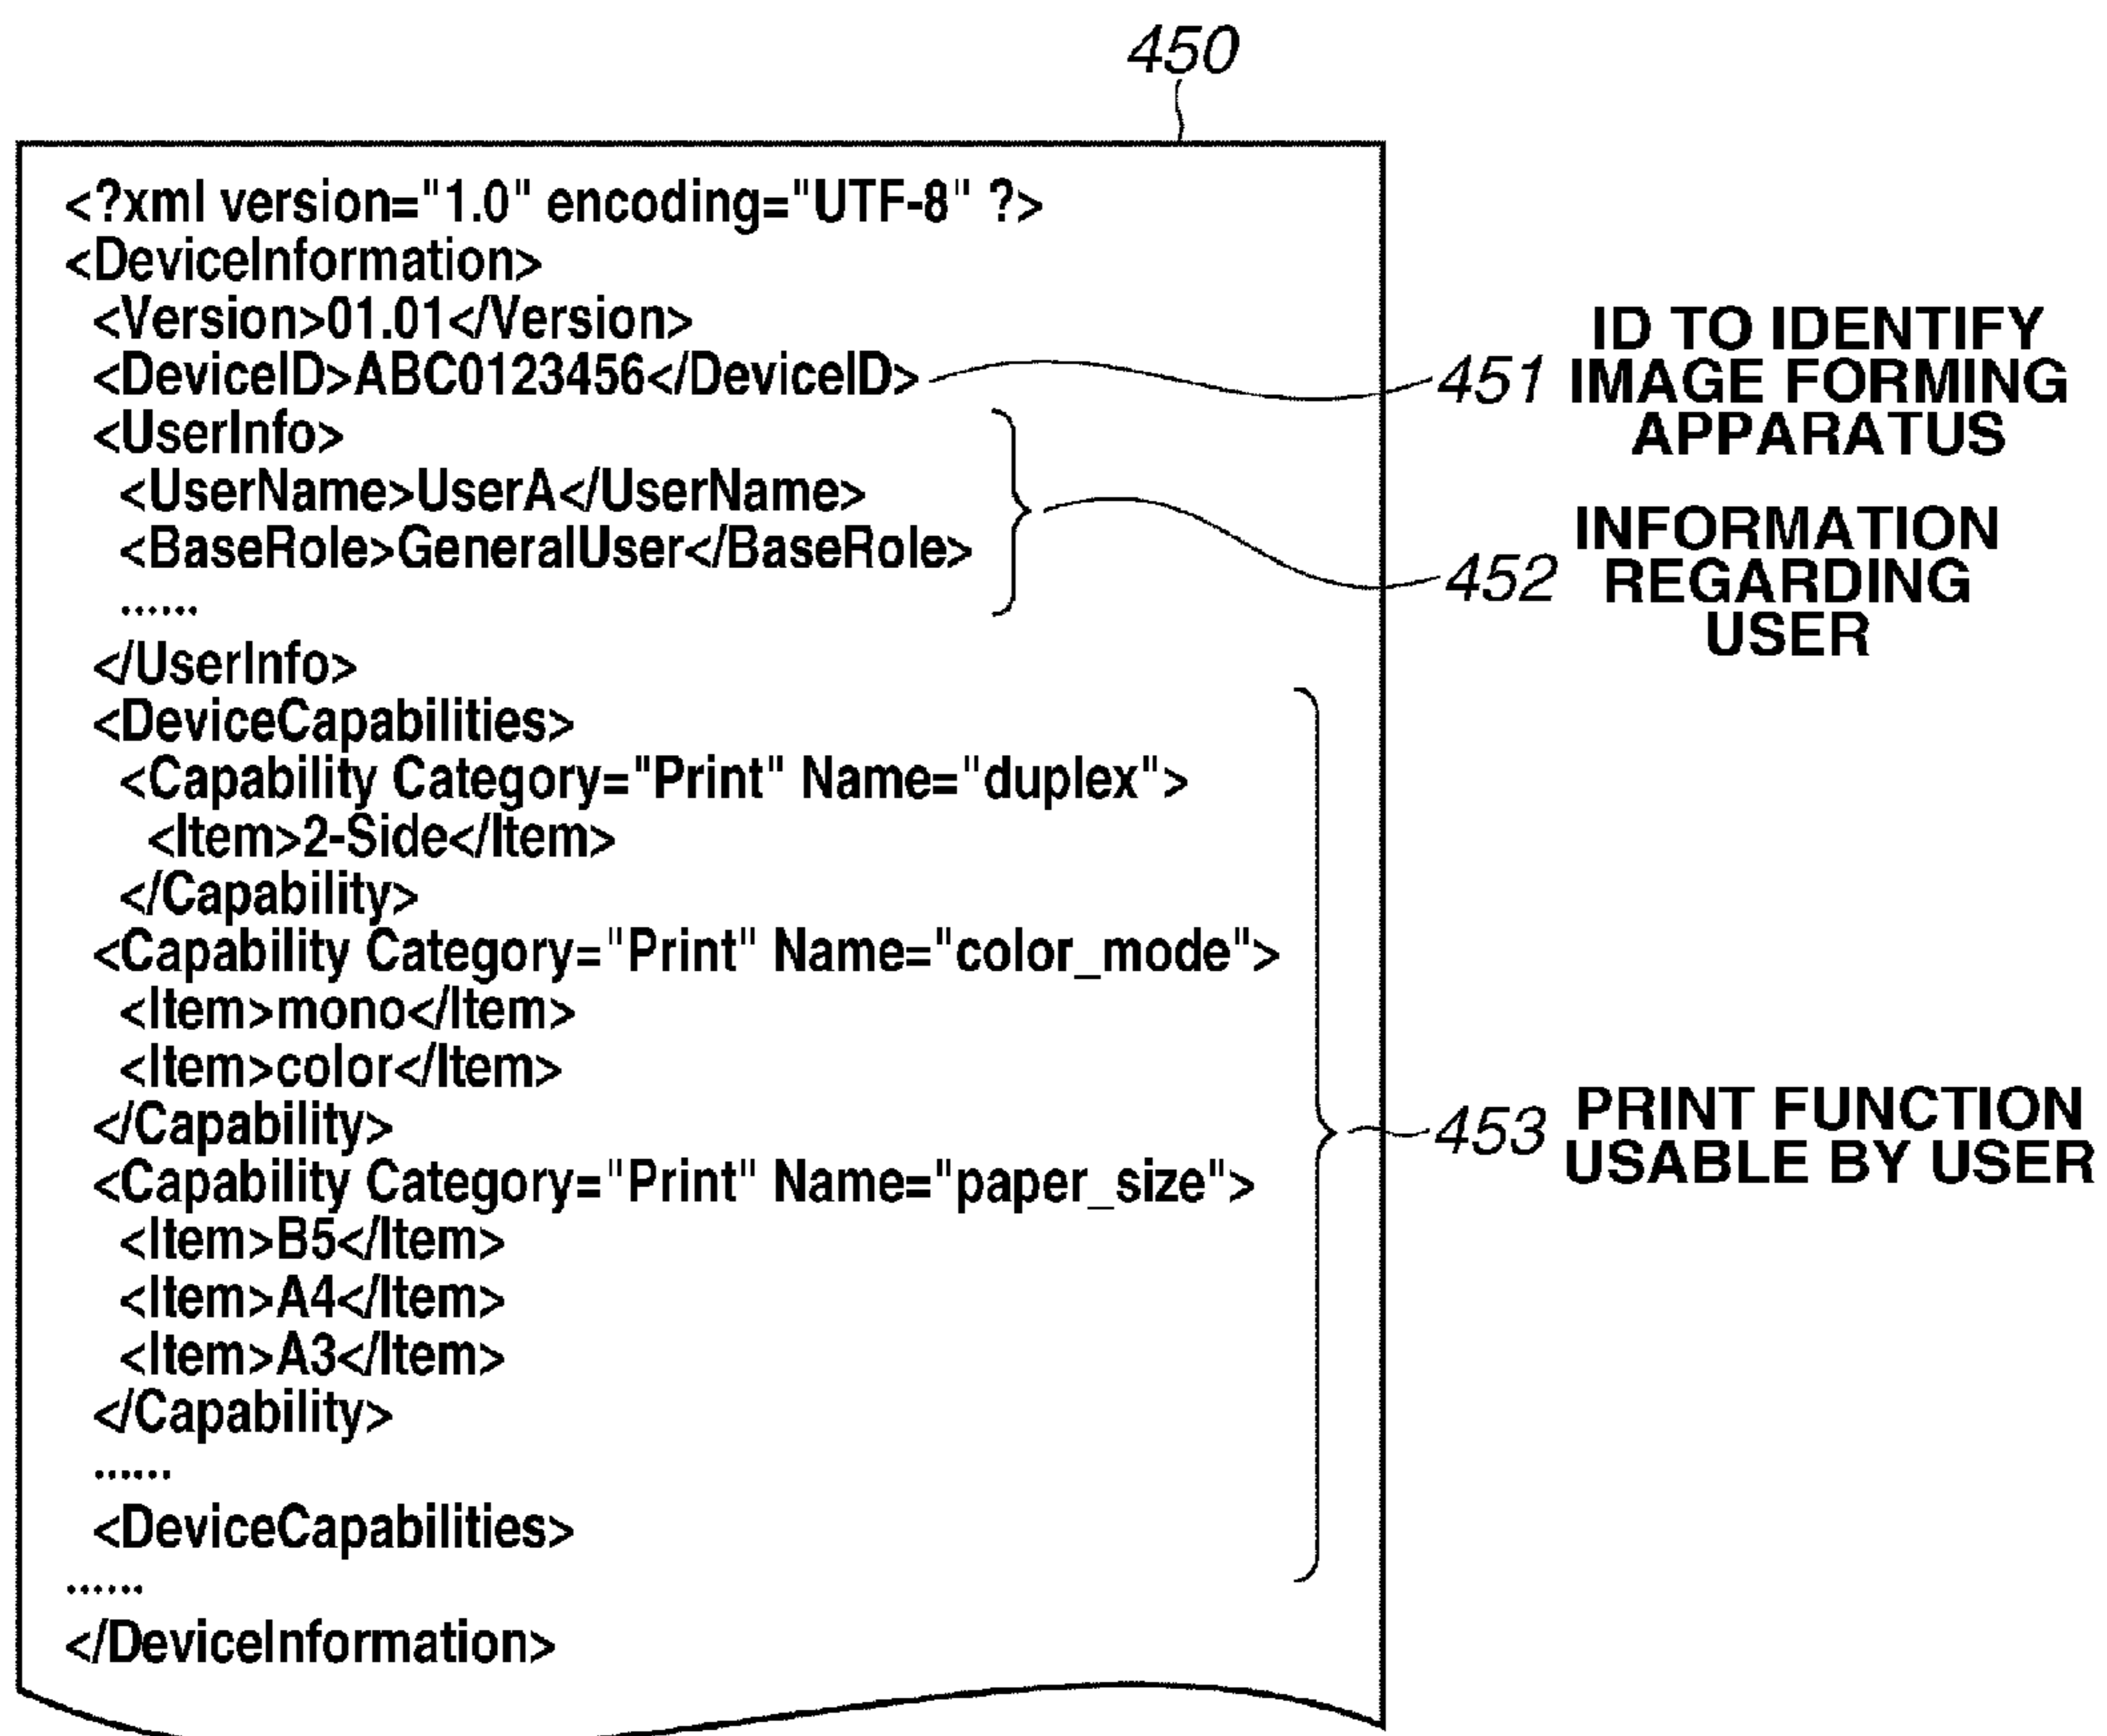 450
<?xml version="1.0" encoding="UTF-8" ?>
<DeviceInformation>
<Version>01.01</Version>
<DeviceID>ABC0123456</DeviceID>
<UserInfo>
<UserName>UserA</UserName>
<BaseRole>GeneralUser</BaseRole>
......
</UserInfo>
<DeviceCapabilities>
<Capability Category="Print" Name="duplex">
<Item>2-Side</Item>
</Capability>
<Capability Category="Print" Name="color_mode">
<Item>mono</Item>
<Item>color</Item>
</Capability>
<Capability Category="Print" Name="paper_size">
<Item>B5</Item>
<Item>A4</Item>
<Item>A3</Item>
</Capability>
......
<DeviceCapabilities>
......
</DeviceInformation>
ID TO IDENTIFY
451 IMAGE FORMING
APPARATUS
INFORMATION
452 REGARDING
USER
453 PRINT FUNCTION
USABLE BY USER